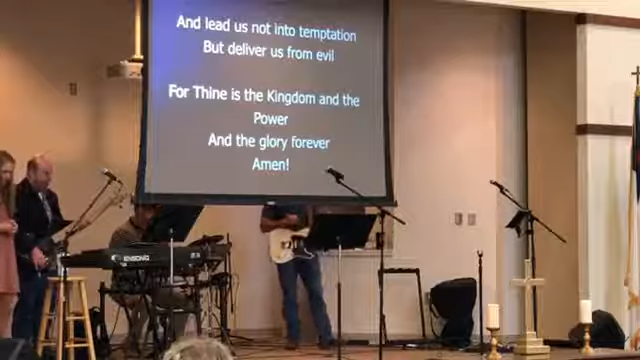 And lead us not into temptation
But deliver us from evil
For Thine is the Kingdom and the
Power
And the glory forever
Amen!
ENSONIQ